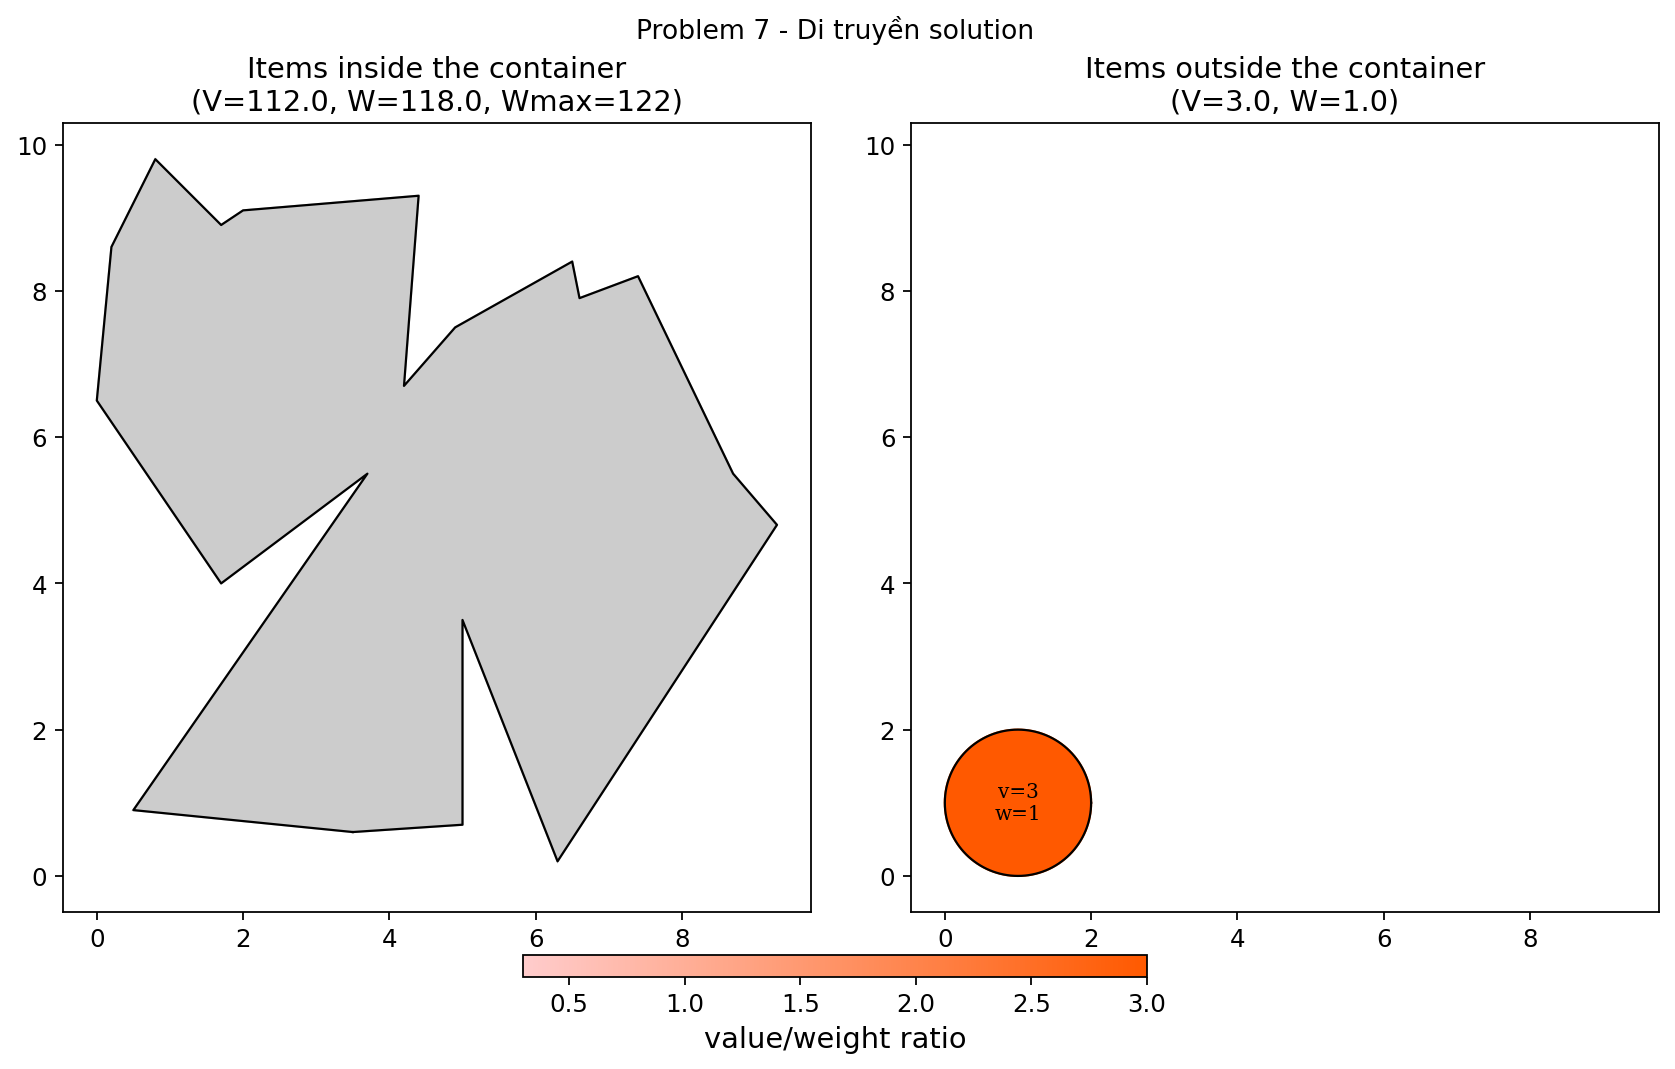 Problem 7 - Di truyền solution
Items inside the container
(V=112.0, W=118.0, Wmax=122)
10
8
6
4
2
0
0 2 4 6 8
Items outside the container
(V=3.0, W=1.0)
10
8
6
4
2
0
v=3
w=1
0 2 4 6 8
0.5 1.0 1.5 2.0 2.5 3.0
value/weight ratio